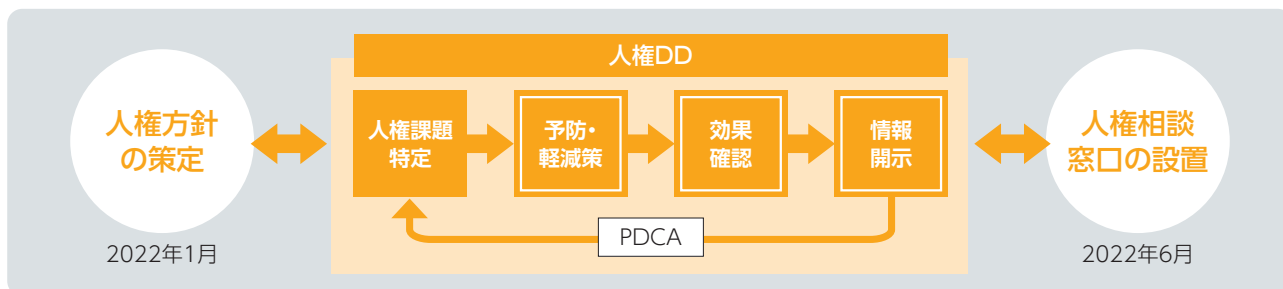 人権DD
人権方針
の策定
2022年1月
人権課題
特定
予防・
軽減策
効果
確認
情報
開示
PDCA
人権相談
窓口の設置
2022年6月